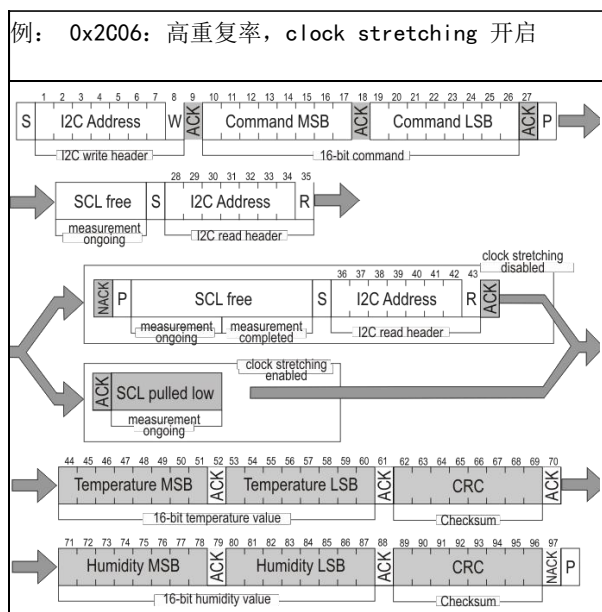 例： 0x2C06：高重复率，clock stretching 开启
1 2 3 4 5 6 7 8 9 10 11 12 13 14 15 16 17 18 19 20 21 22 23 24 25 26 27
S I2C Address W ACK Command MSB ACK Command LSB ACK P
I2C write header 16-bit command
28 29 30 31 32 33 34 35
SCL free S I2C Address R
measurement ongoing I2C read header
clock stretching disabled
36 37 38 39 40 41 42 43
NACK P SCL free S I2C Address R ACK
measurement ongoing measurement completed I2C read header
clock stretching enabled
ACK SCL pulled low
measurement ongoing
44 45 46 47 48 49 50 51 52 53 54 55 56 57 58 59 60 61 62 63 64 65 66 67 68 69 70
Temperature MSB ACK Temperature LSB ACK CRC ACK
16-bit temperature value Checksum
71 72 73 74 75 76 77 78 79 80 81 82 83 84 85 86 87 88 89 90 91 92 93 94 95 96 97
Humidity MSB ACK Humidity LSB ACK CRC NACK P
16-bit humidity value Checksum